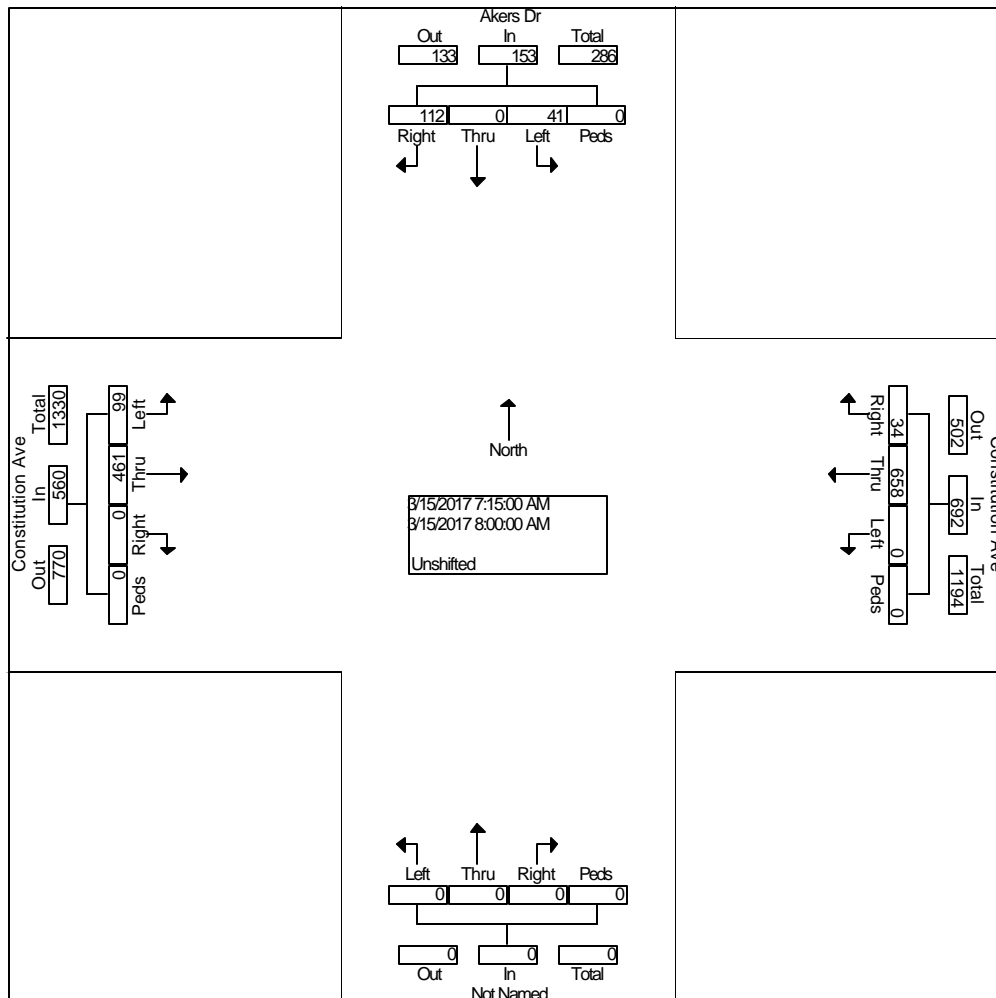 Akers Dr
Out In Total
133 153 286
112 0 41 0
Right Thru Left Peds
Constitution Ave
Total In Out
1330 560 770
99 461 0 0
Left Thru Right Peds
North
3/15/2017 7:15:00 AM
3/15/2017 8:00:00 AM
Unshifted
Right Thru Left Peds
34 658 0 0
Out In Total
502 692 1194
Constitution Ave
Left Thru Right Peds
0 0 0 0
0 0 0
Out In Total
Not Named